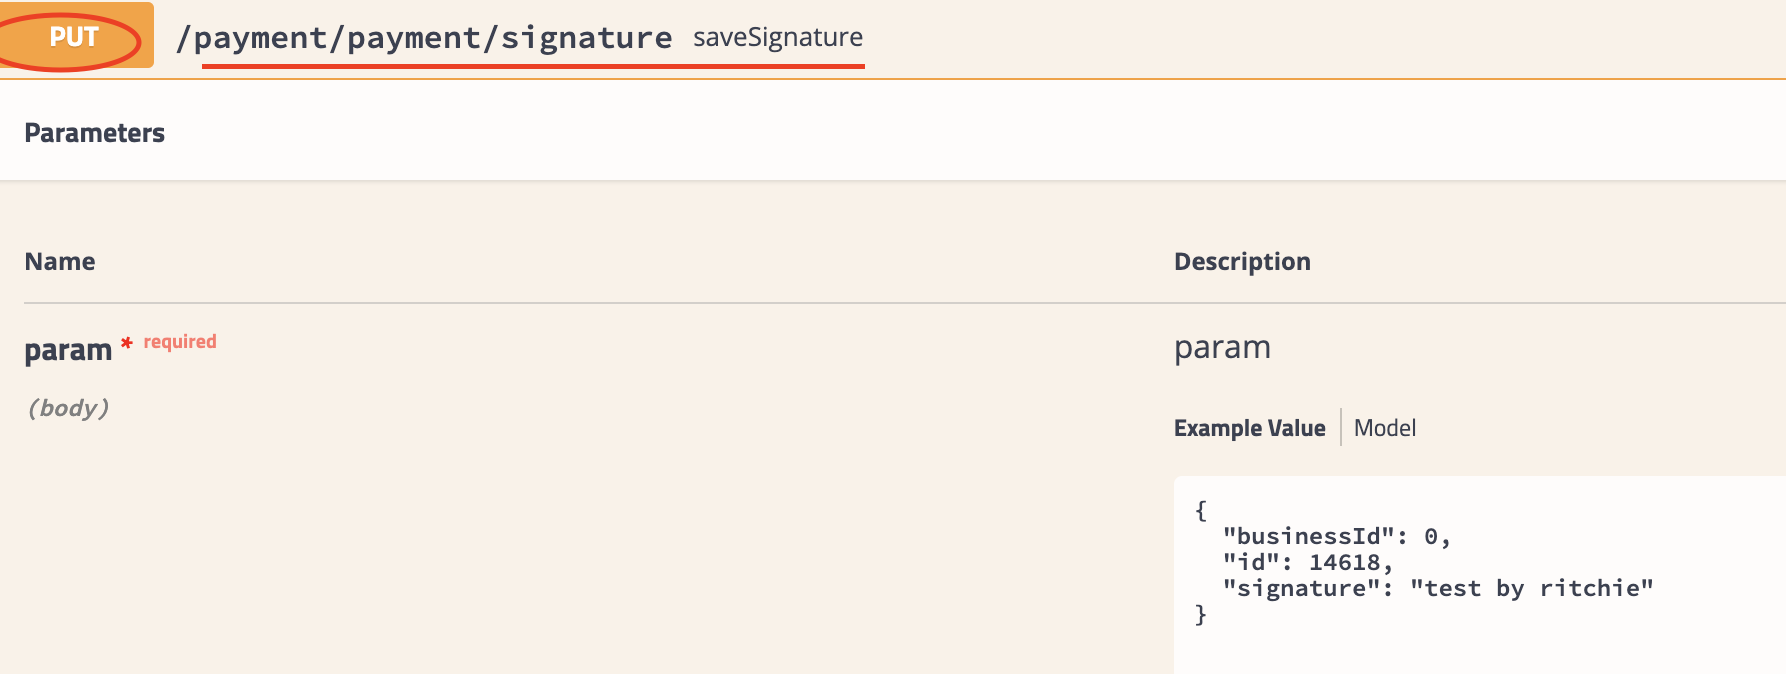 PUT /payment/payment/signature saveSignature
Parameters
Name Description
param * required param
(body)
Example Value Model
{
"businessId": 0,
"id": 14618,
"signature": "test by ritchie"
}